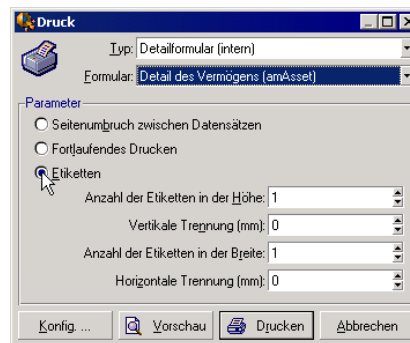 Druck
Typ: Detailformular (intern)
Formular: Detail des Vermögens (amAsset)
Parameter
Seitenumbruch zwischen Datensätzen
Fortlaufendes Drucken
Etiketten
Anzahl der Etiketten in der Höhe: 1
Vertikale Trennung (mm): 0
Anzahl der Etiketten in der Breite: 1
Horizontale Trennung (mm): 0
Konfig. ... Vorschau Drucken Abbrechen